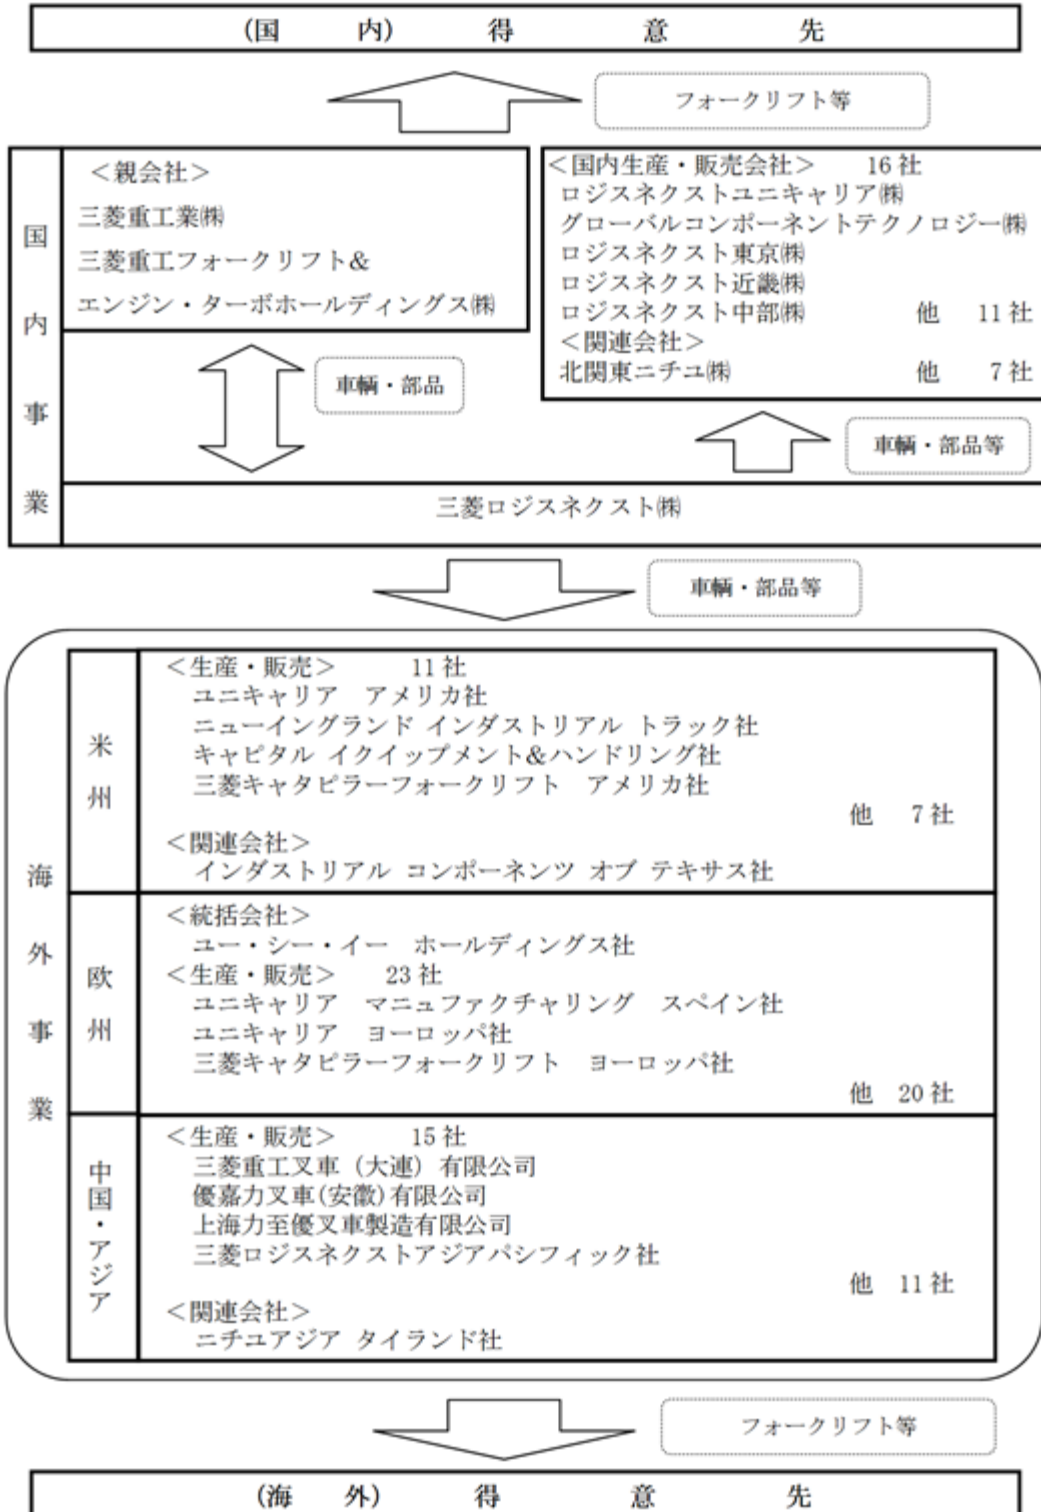 (国 内) 得 意 先
フォークリフト等
国内事業
＜親会社＞
三菱重工業㈱
三菱重工フォークリフト＆
エンジン・ターボホールディングス㈱
＜国内生産・販売会社＞ 16社
ロジスネクストユニキャリア㈱
グローバルコンポーネントテクノロジー㈱
ロジスネクスト東京㈱
ロジスネクスト近畿㈱
ロジスネクスト中部㈱ 他 11社
＜関連会社＞
北関東ニチユ㈱ 他 7社
車輌・部品
車輌・部品等
三菱ロジスネクスト㈱
車輌・部品等
海外事業
米州
＜生産・販売＞ 11社
ユニキャリア アメリカ社
ニューイングランド インダストリアル トラック社
キャピタル イクイップメント＆ハンドリング社
三菱キャタピラーフォークリフト アメリカ社
他 7社
＜関連会社＞
インダストリアル コンポーネンツ オブ テキサス社
欧州
＜統括会社＞
ユー・シー・イー ホールディングス社
＜生産・販売＞ 23社
ユニキャリア マニュファクチャリング スペイン社
ユニキャリア ヨーロッパ社
三菱キャタピラーフォークリフト ヨーロッパ社
他 20社
中国・アジア
＜生産・販売＞ 15社
三菱重工叉車（大連）有限公司
優嘉力叉車(安徽)有限公司
上海力至優叉車製造有限公司
三菱ロジスネクストアジアパシフィック社
他 11社
＜関連会社＞
ニチユアジア タイランド社
フォークリフト等
(海 外) 得 意 先